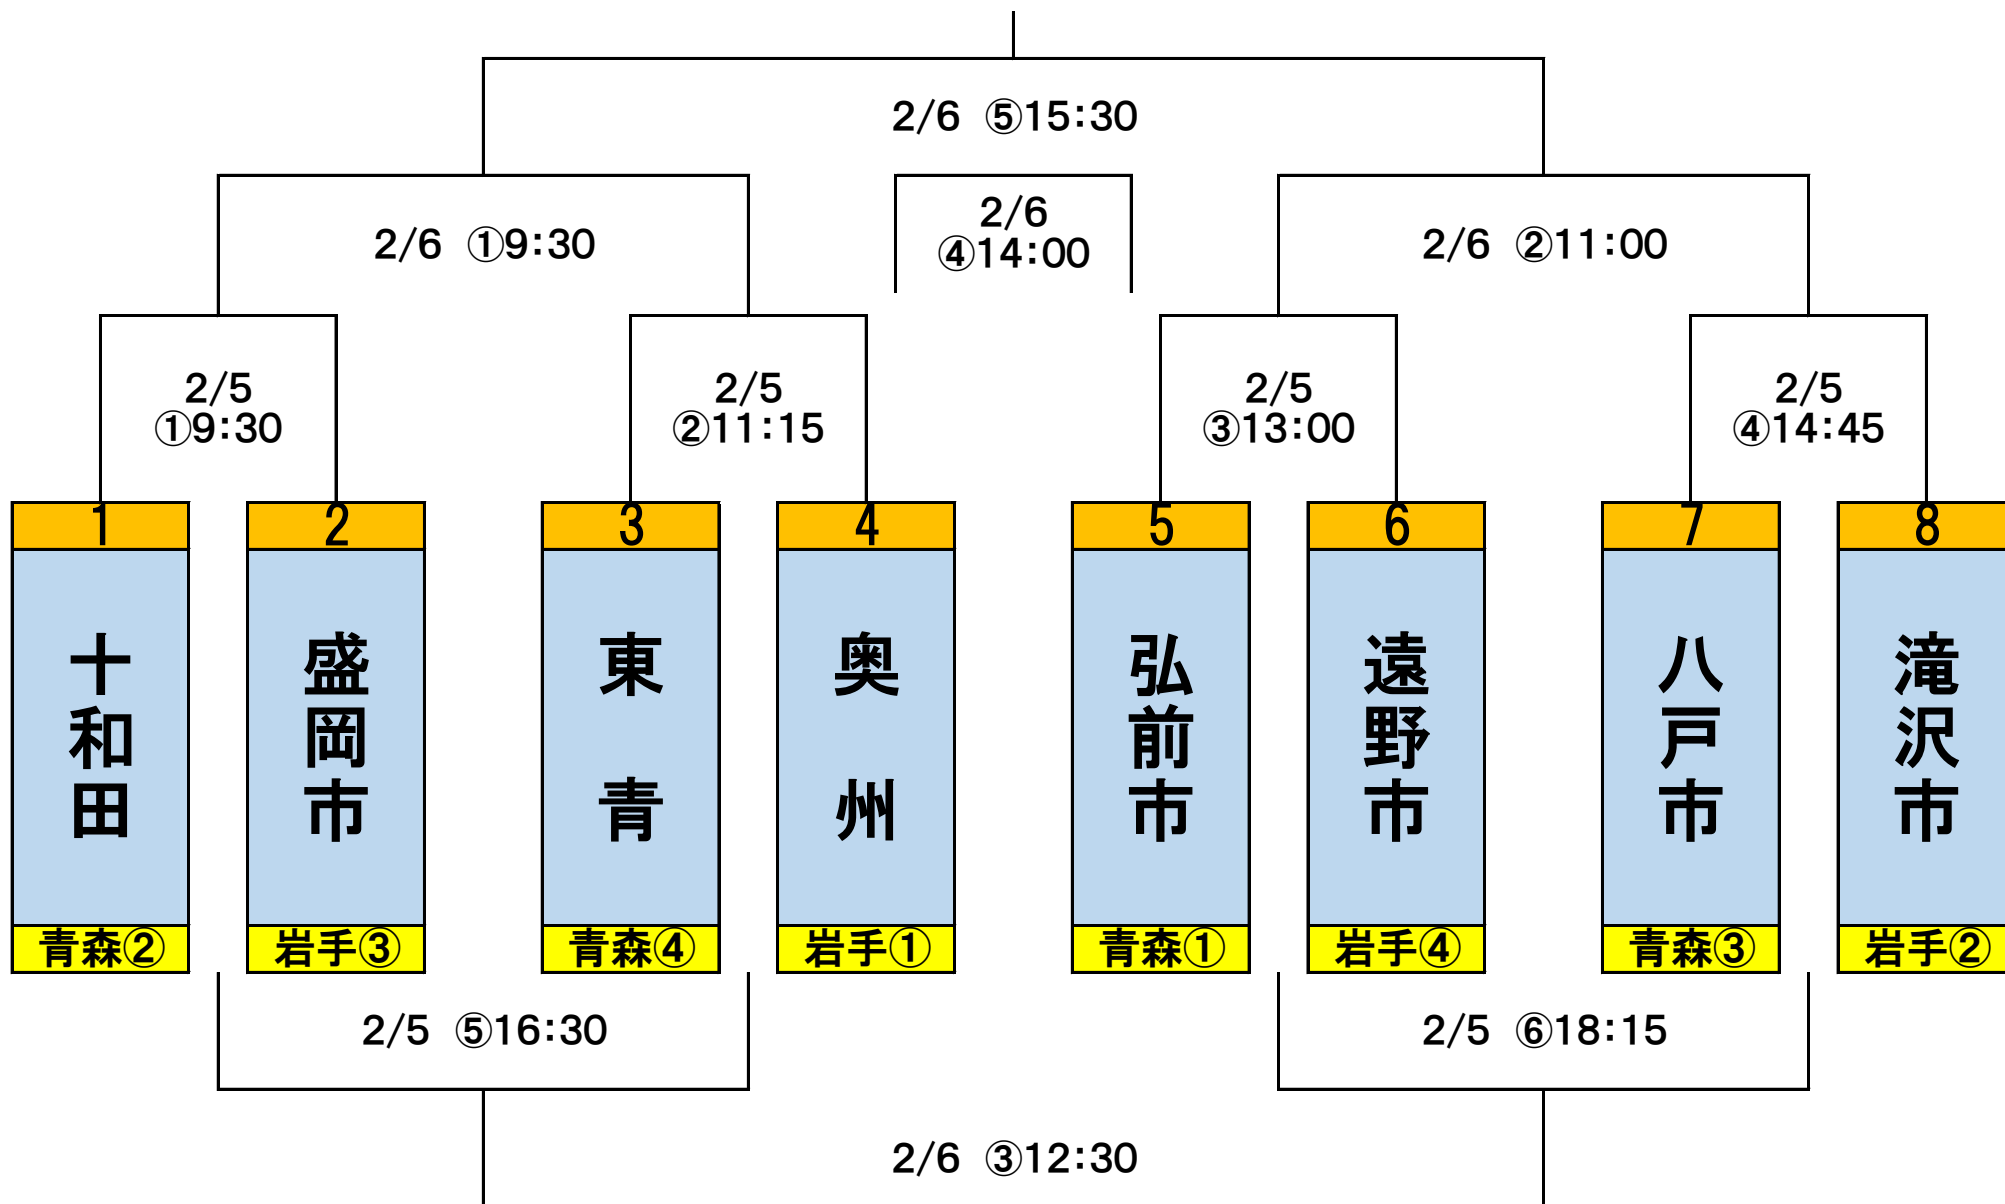 2/6 ⑤15:30
2/6 ①9:30
2/6
④14:00
2/6 ②11:00
2/5
①9:30
2/5
②11:15
2/5
③13:00
2/5
④14:45
1
2
3
4
5
6
7
8
十和田
盛岡市
東青
奥州
弘前市
遠野市
八戸市
滝沢市
青森②
岩手③
青森④
岩手①
青森①
岩手④
青森③
岩手②
2/5 ⑤16:30
2/5 ⑥18:15
2/6 ③12:30